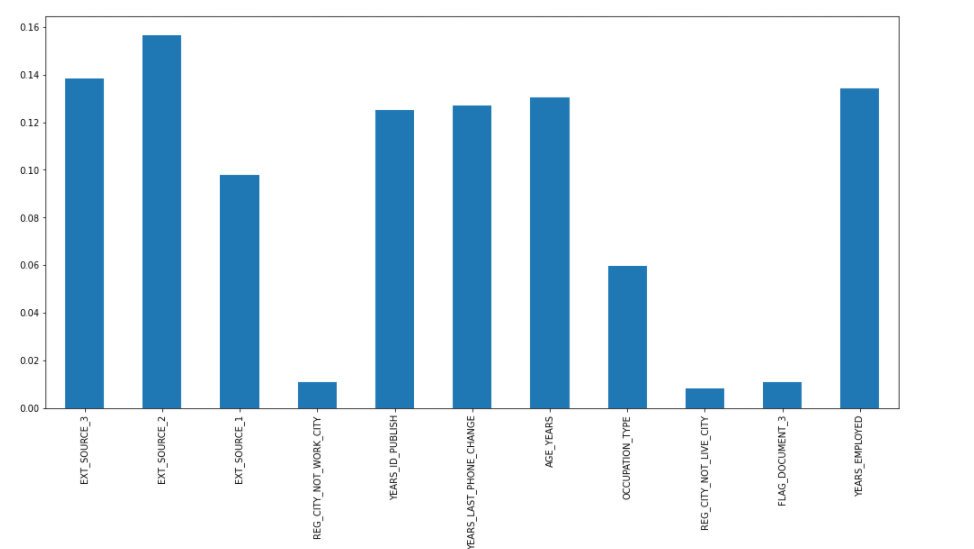 0.16
0.14
0.12
0.10
0.08
0.06
0.04
0.02
0.00
EXT_SOURCE_3
EXT_SOURCE_2
EXT_SOURCE_1
REG_CITY_NOT_WORK_CITY
YEARS_ID_PUBLISH
YEARS_LAST_PHONE_CHANGE
AGE_YEARS
OCCUPATION_TYPE
REG_CITY_NOT_LIVE_CITY
FLAG_DOCUMENT_3
YEARS_EMPLOYED